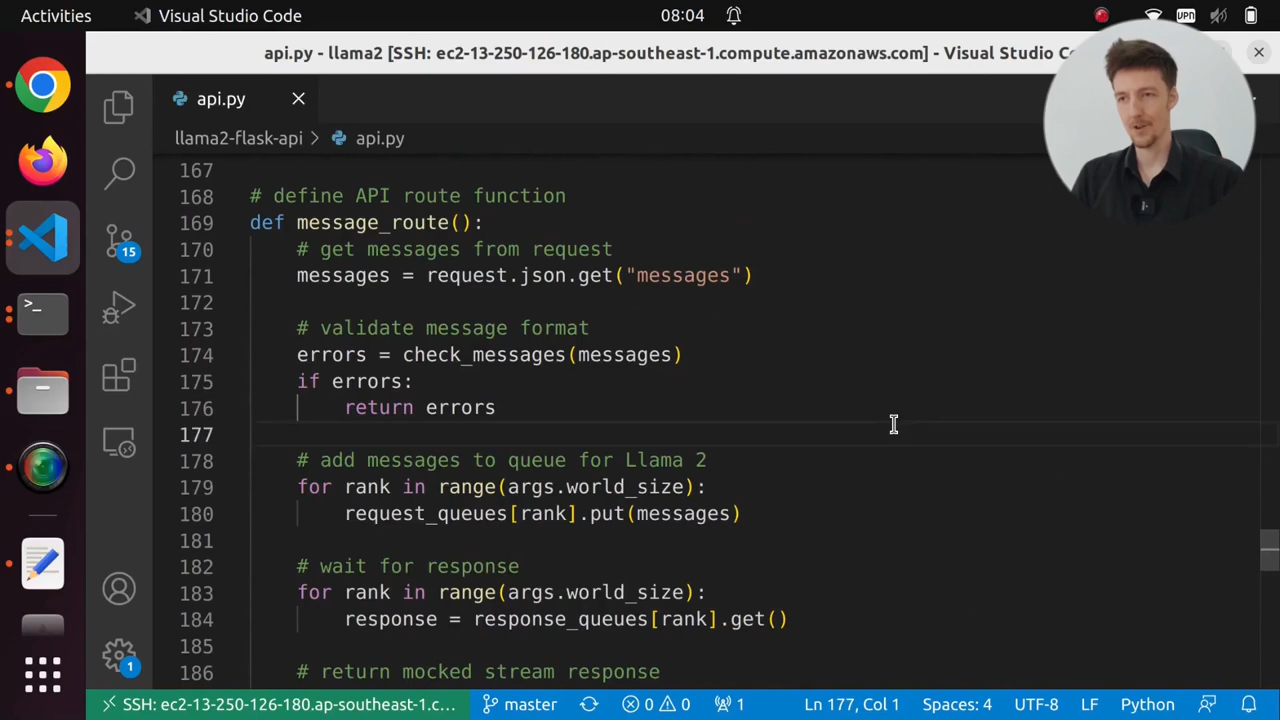 Activities
Visual Studio Code
08:04
VPN
api.py - llama2 [SSH: ec2-13-250-126-180.ap-southeast-1.compute.amazonaws.com] - Visual Studio
api.py
llama2-flask-api > api.py
15
1
167
168 # define API route function
169 def message_route():
170 # get messages from request
171 messages = request.json.get("messages")
172
173 # validate message format
174 errors = check_messages(messages)
175 if errors:
176 return errors
177
178 # add messages to queue for Llama 2
179 for rank in range(args.world_size):
180 request_queues[rank].put(messages)
181
182 # wait for response
183 for rank in range(args.world_size):
184 response = response_queues[rank].get()
185
186 # return mocked stream response
SSH: ec2-13-250-126-180.ap-southeast-1.c...
master
0 0
1
Ln 177, Col 1
Spaces: 4
UTF-8
LF
Python